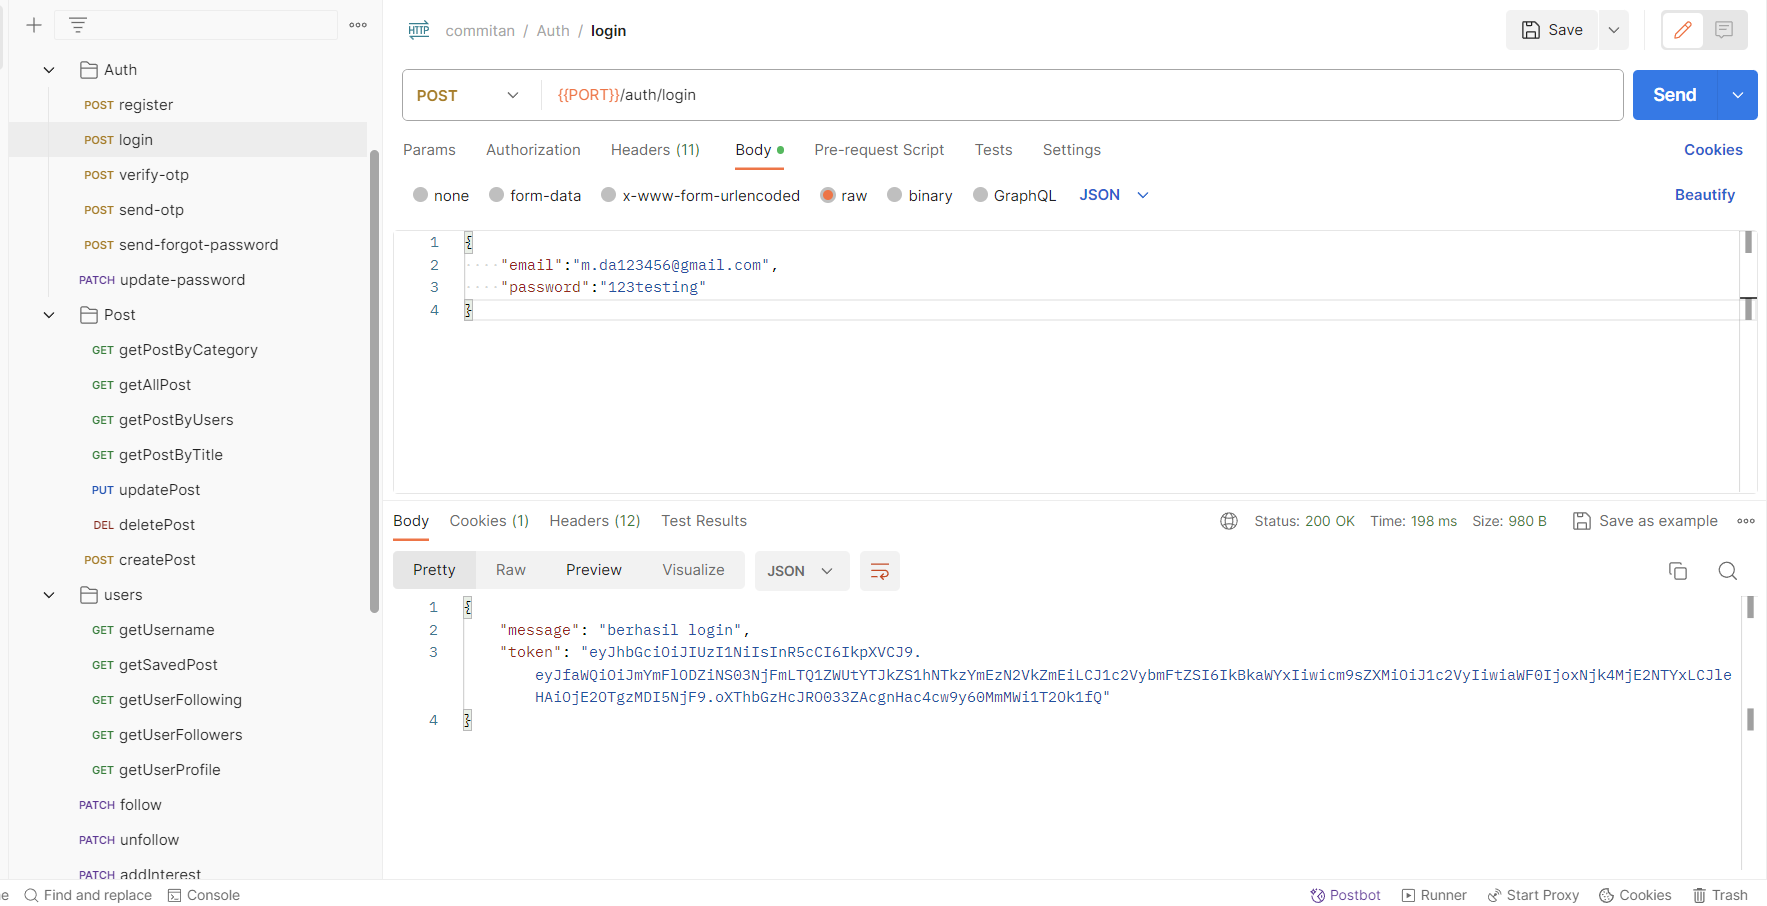 Auth
POST register
POST login
POST verify-otp
POST send-otp
POST send-forgot-password
PATCH update-password
Post
GET getPostByCategory
GET getAllPost
GET getPostByUsers
GET getPostByTitle
PUT updatePost
DEL deletePost
POST createPost
users
GET getUsername
GET getSavedPost
GET getUserFollowing
GET getUserFollowers
GET getUserProfile
PATCH follow
PATCH unfollow
PATCH addInterest
HTTP commitan / Auth / login
Save
POST {{PORT}}/auth/login
Send
Params Authorization Headers (11) Body Pre-request Script Tests Settings Cookies
none form-data x-www-form-urlencoded raw binary GraphQL JSON Beautify
1 {
2 "email":"m.da123456@gmail.com",
3 "password":"123testing"
4 }
Body Cookies (1) Headers (12) Test Results Status: 200 OK Time: 198 ms Size: 980 B Save as example
Pretty Raw Preview Visualize JSON
1 {
2 "message": "berhasil login",
3 "token": "eyJhbGciOiJIUzI1NiIsInR5cCI6IkpXVCJ9.
eyJfaWQiOiJmYmFlODZiNS03NjFmLTQ1ZWUtYTJkZS1hNTkzYmEzN2VkZmEiLCJ1c2VybmFtZSI6IkBkaWYxIiwicm9sZXMiOiJ1c2VyIiwiaWF0IjoxNjk4MjE2NTYxLCJle
HAiOjE2OTgzMDI5NjF9.oXThbGzHcJRO033ZAcgnHac4cw9y60MmMWi1T2Ok1fQ"
4 }
Find and replace Console
Postbot Runner Start Proxy Cookies Trash